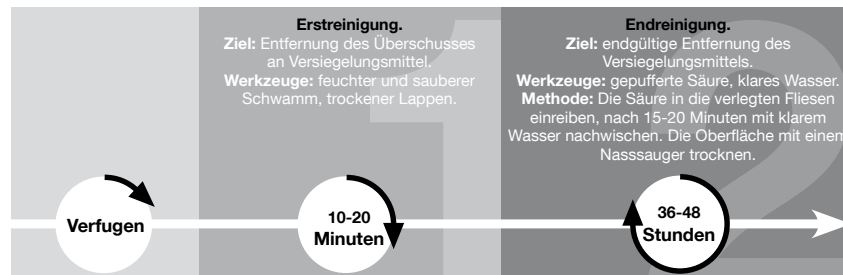 Erstreinigung.
Ziel: Entfernung des Überschusses
an Versiegelungsmittel.
Werkzeuge: feuchter und sauberer
Schwamm, trockener Lappen.
Endreinigung.
Ziel: endgültige Entfernung des
Versiegelungsmittels.
Werkzeuge: gepufferte Säure, klares Wasser.
Methode: Die Säure in die verlegten Fliesen
einreiben, nach 15-20 Minuten mit klarem
Wasser nachwischen. Die Oberfläche mit einem
Nasssauger trocknen.
1
2
Verfugen
10-20
Minuten
36-48
Stunden